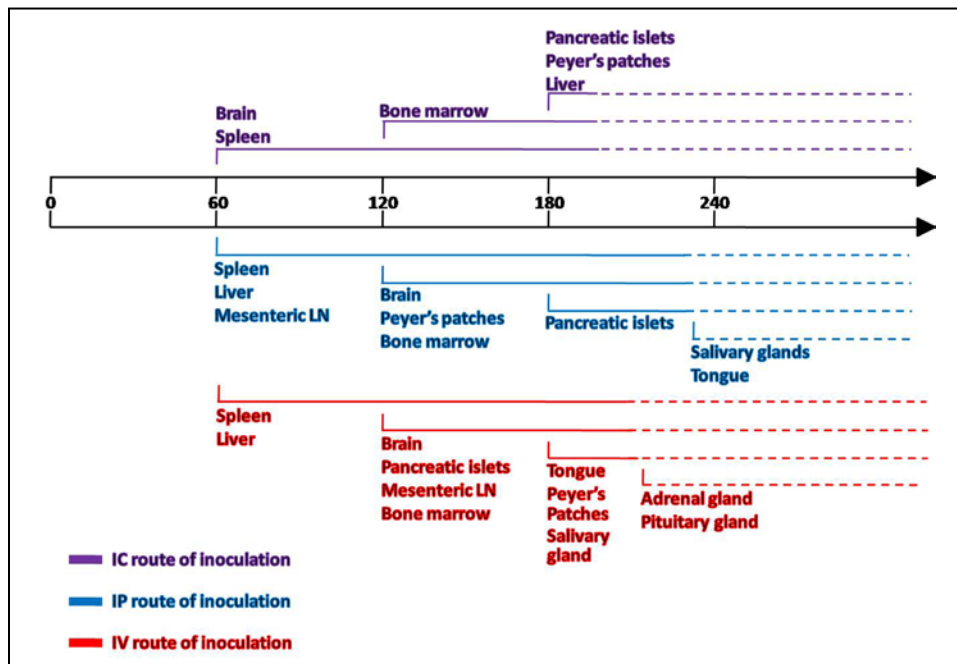 Pancreatic islets
Peyer's patches
Liver
Brain
Spleen
Bone marrow
0
60
120
180
240
Spleen
Liver
Mesenteric LN
Brain
Peyer's patches
Bone marrow
Pancreatic islets
Salivary glands
Tongue
Spleen
Liver
Brain
Pancreatic islets
Mesenteric LN
Bone marrow
Tongue
Peyer's
Patches
Salivary
gland
Adrenal gland
Pituitary gland
IC route of inoculation
IP route of inoculation
IV route of inoculation